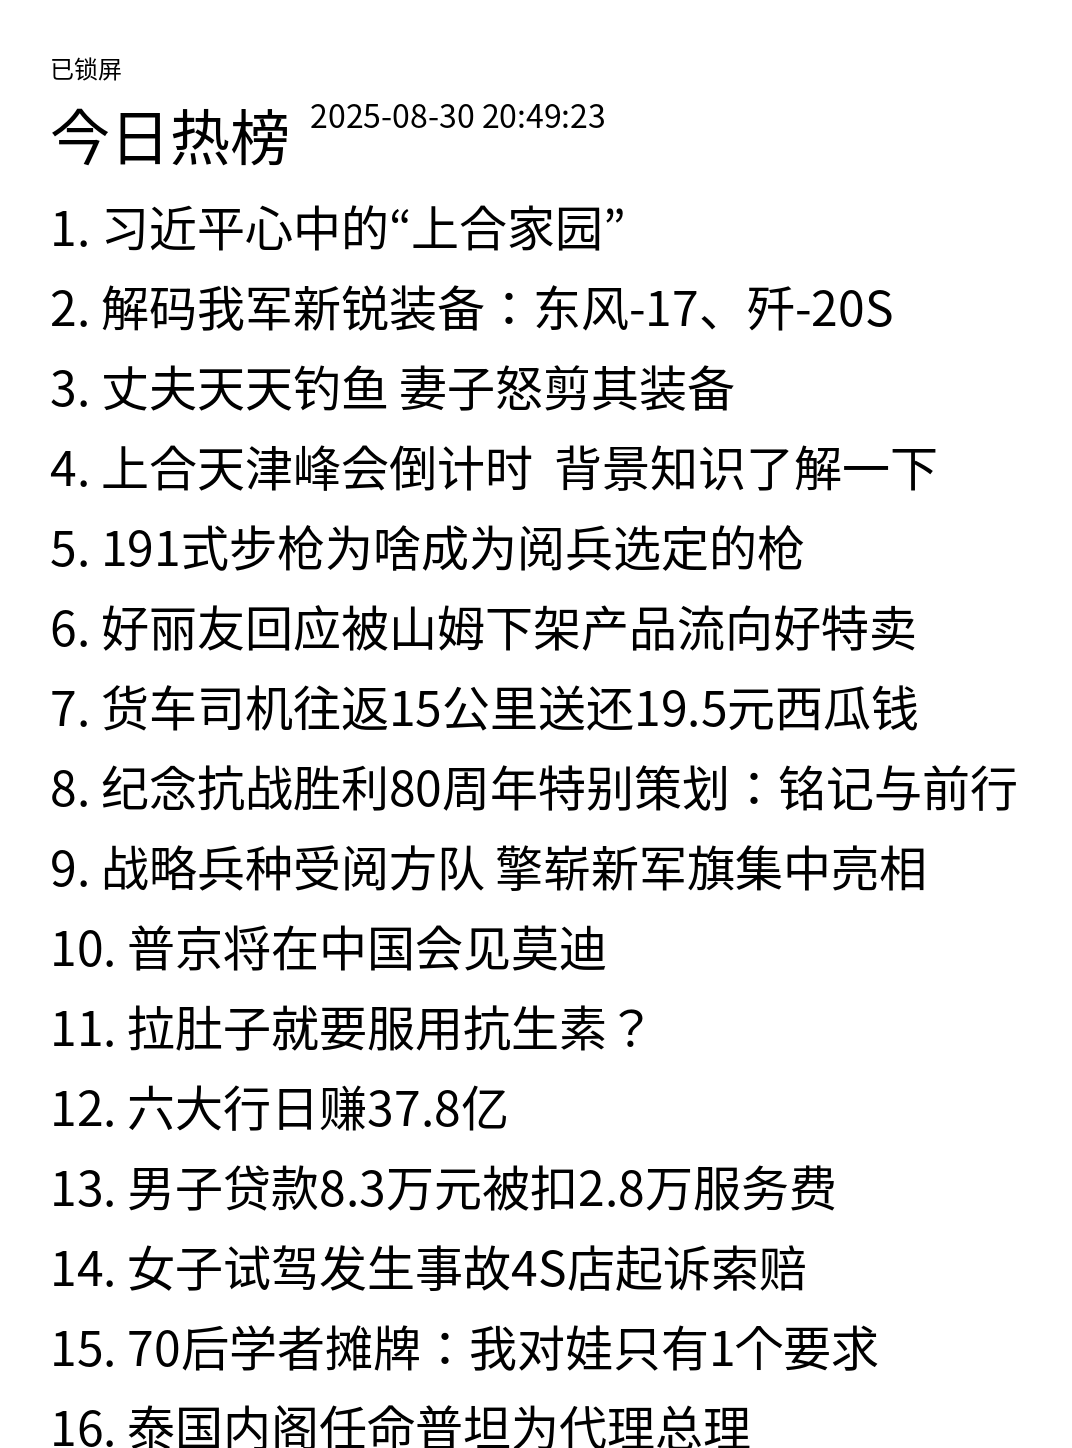 已锁屏
今日热榜 2025-08-30 20:49:23
1. 习近平心中的“上合家园”
2. 解码我军新锐装备：东风-17、歼-20S
3. 丈夫天天钓鱼 妻子怒剪其装备
4. 上合天津峰会倒计时  背景知识了解一下
5. 191式步枪为啥成为阅兵选定的枪
6. 好丽友回应被山姆下架产品流向好特卖
7. 货车司机往返15公里送还19.5元西瓜钱
8. 纪念抗战胜利80周年特别策划：铭记与前行
9. 战略兵种受阅方队 擎崭新军旗集中亮相
10. 普京将在中国会见莫迪
11. 拉肚子就要服用抗生素？
12. 六大行日赚37.8亿
13. 男子贷款8.3万元被扣2.8万服务费
14. 女子试驾发生事故4S店起诉索赔
15. 70后学者摊牌：我对娃只有1个要求
16. 泰国内阁任命普坦为代理总理